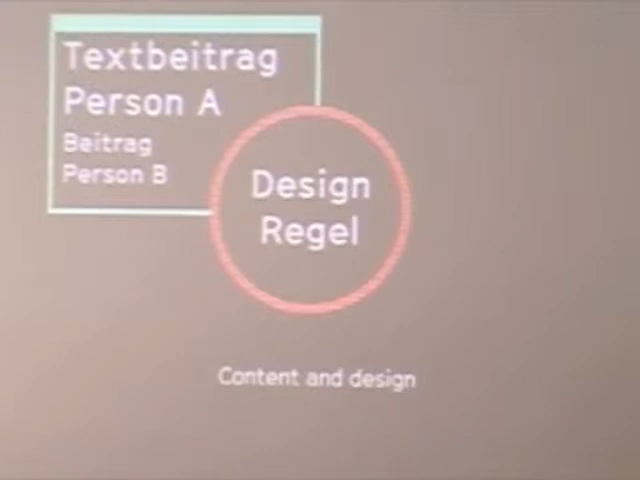 Textbeitrag
Person A
Beitrag
Person B
Design
Regel
Content and design